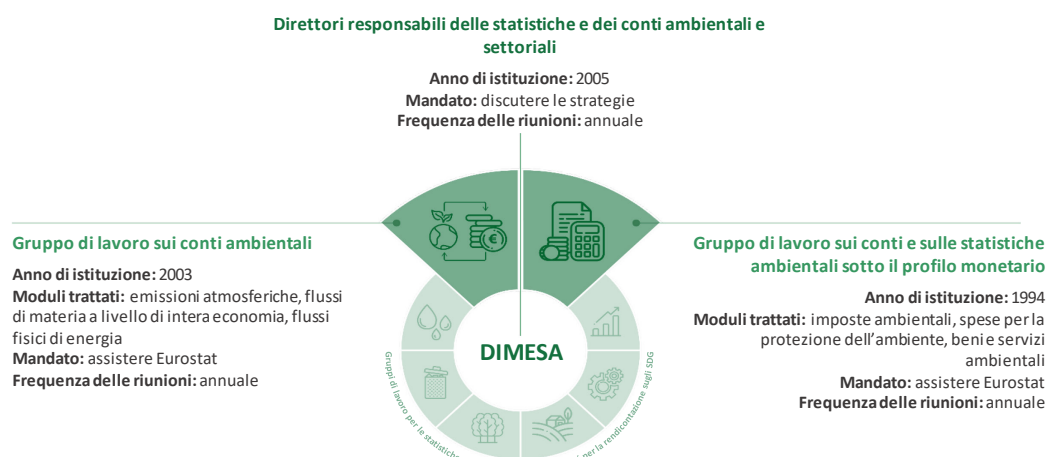 Direttori responsabili delle statistiche e dei conti ambientali e
settoriali
Anno di istituzione: 2005
Mandato: discutere le strategie
Frequenza delle riunioni: annuale
Gruppo di lavoro sui conti ambientali
Anno di istituzione: 2003
Moduli trattati: emissioni atmosferiche, flussi
di materia a livello di intera economia, flussi
fisici di energia
Mandato: assistere Eurostat
Frequenza delle riunioni: annuale
Gruppo di lavoro sui conti e sulle statistiche
ambientali sotto il profilo monetario
Anno di istituzione: 1994
Moduli trattati: imposte ambientali, spese per la
protezione dell'ambiente, beni e servizi
ambientali
Mandato: assistere Eurostat
Frequenza delle riunioni: annuale
DIMESA
Gruppi di lavoro per le statistiche
per la rendicontazione sugli SDG